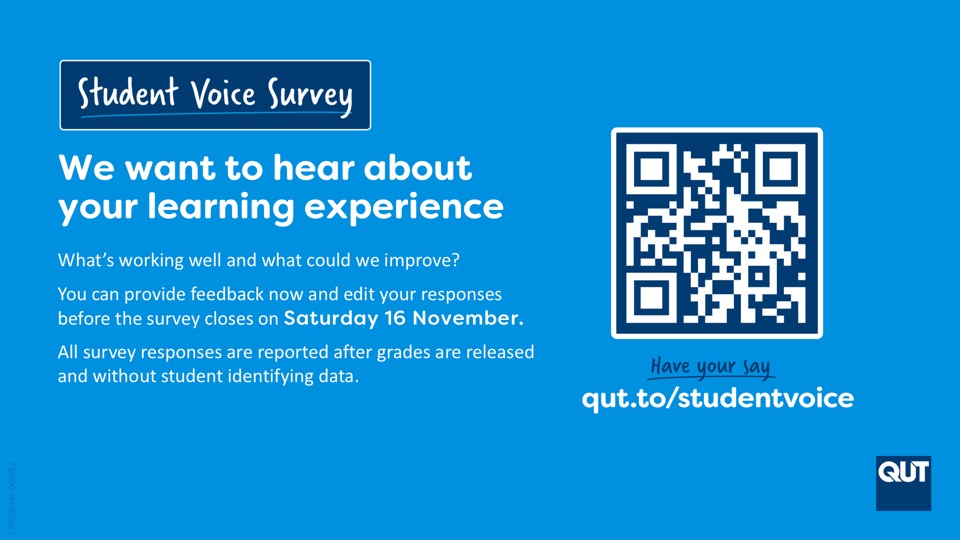 Student Voice Survey
We want to hear about
your learning experience
What's working well and what could we improve?
You can provide feedback now and edit your responses
before the survey closes on Saturday 16 November.
All survey responses are reported after grades are released
and without student identifying data.
Have your say
qut.to/studentvoice
QUT